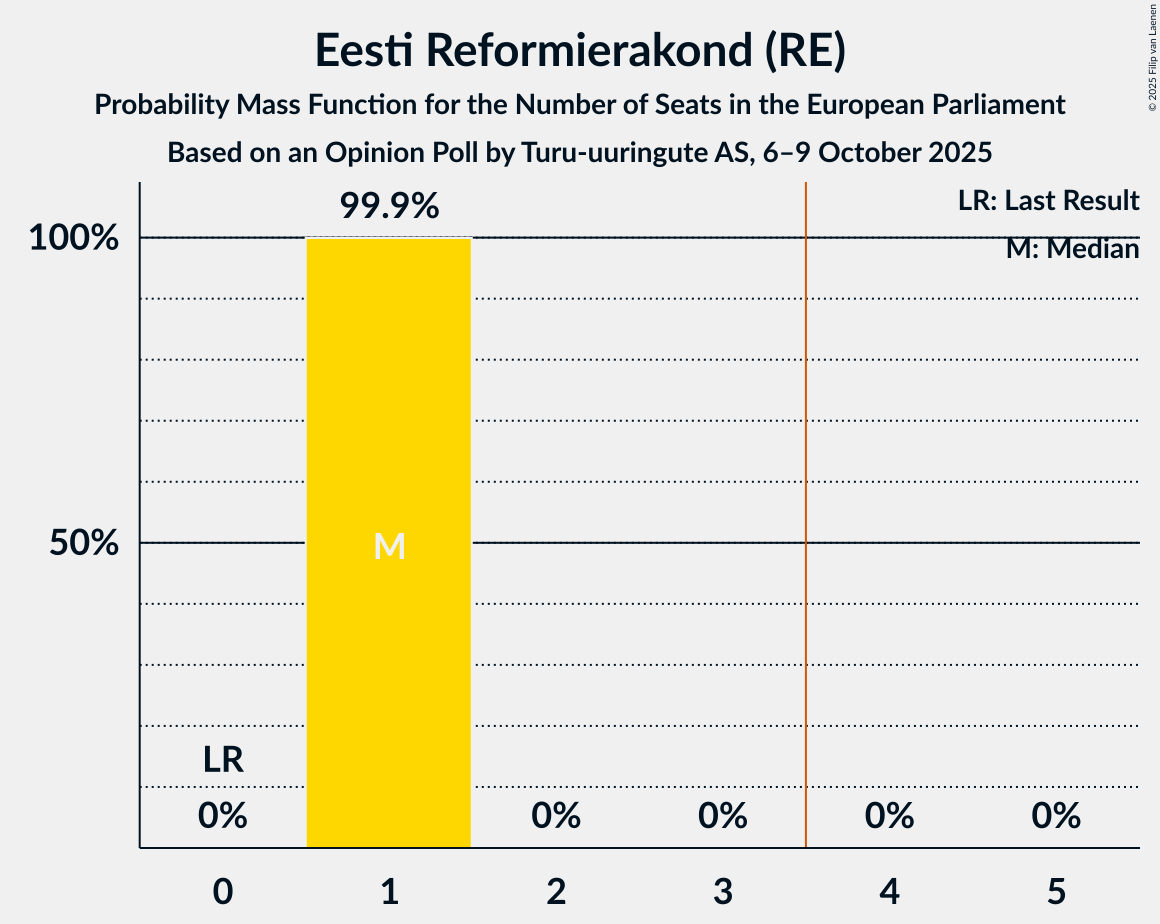 Eesti Reformierakond (RE)
Probability Mass Function for the Number of Seats in the European Parliament
Based on an Opinion Poll by Turu-uuringute AS, 6–9 October 2025
© 2025 Filip van Laenen
LR: Last Result
M: Median
99.9%
100%
50%
M
LR
0%
0%
0%
0%
0%
0
1
2
3
4
5